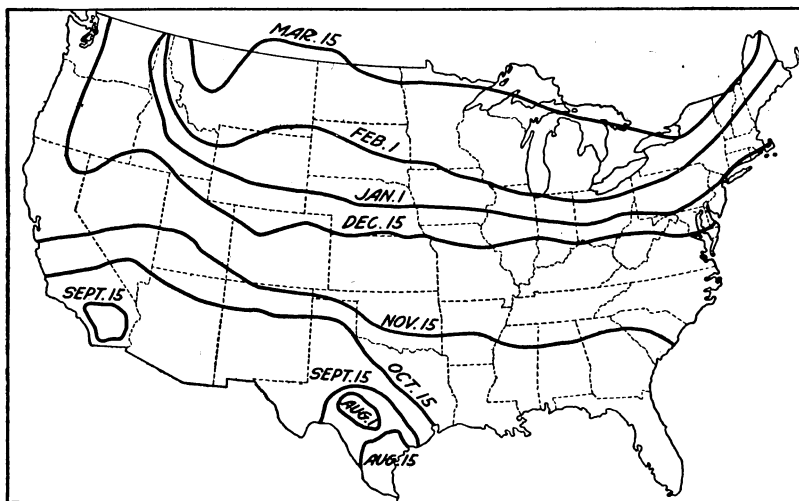 MAR. 15
FEB. 1
JAN. 1
DEC. 15
SEPT. 15
NOV. 15
OCT. 15
SEPT. 15
AUG. 1
AUG. 15